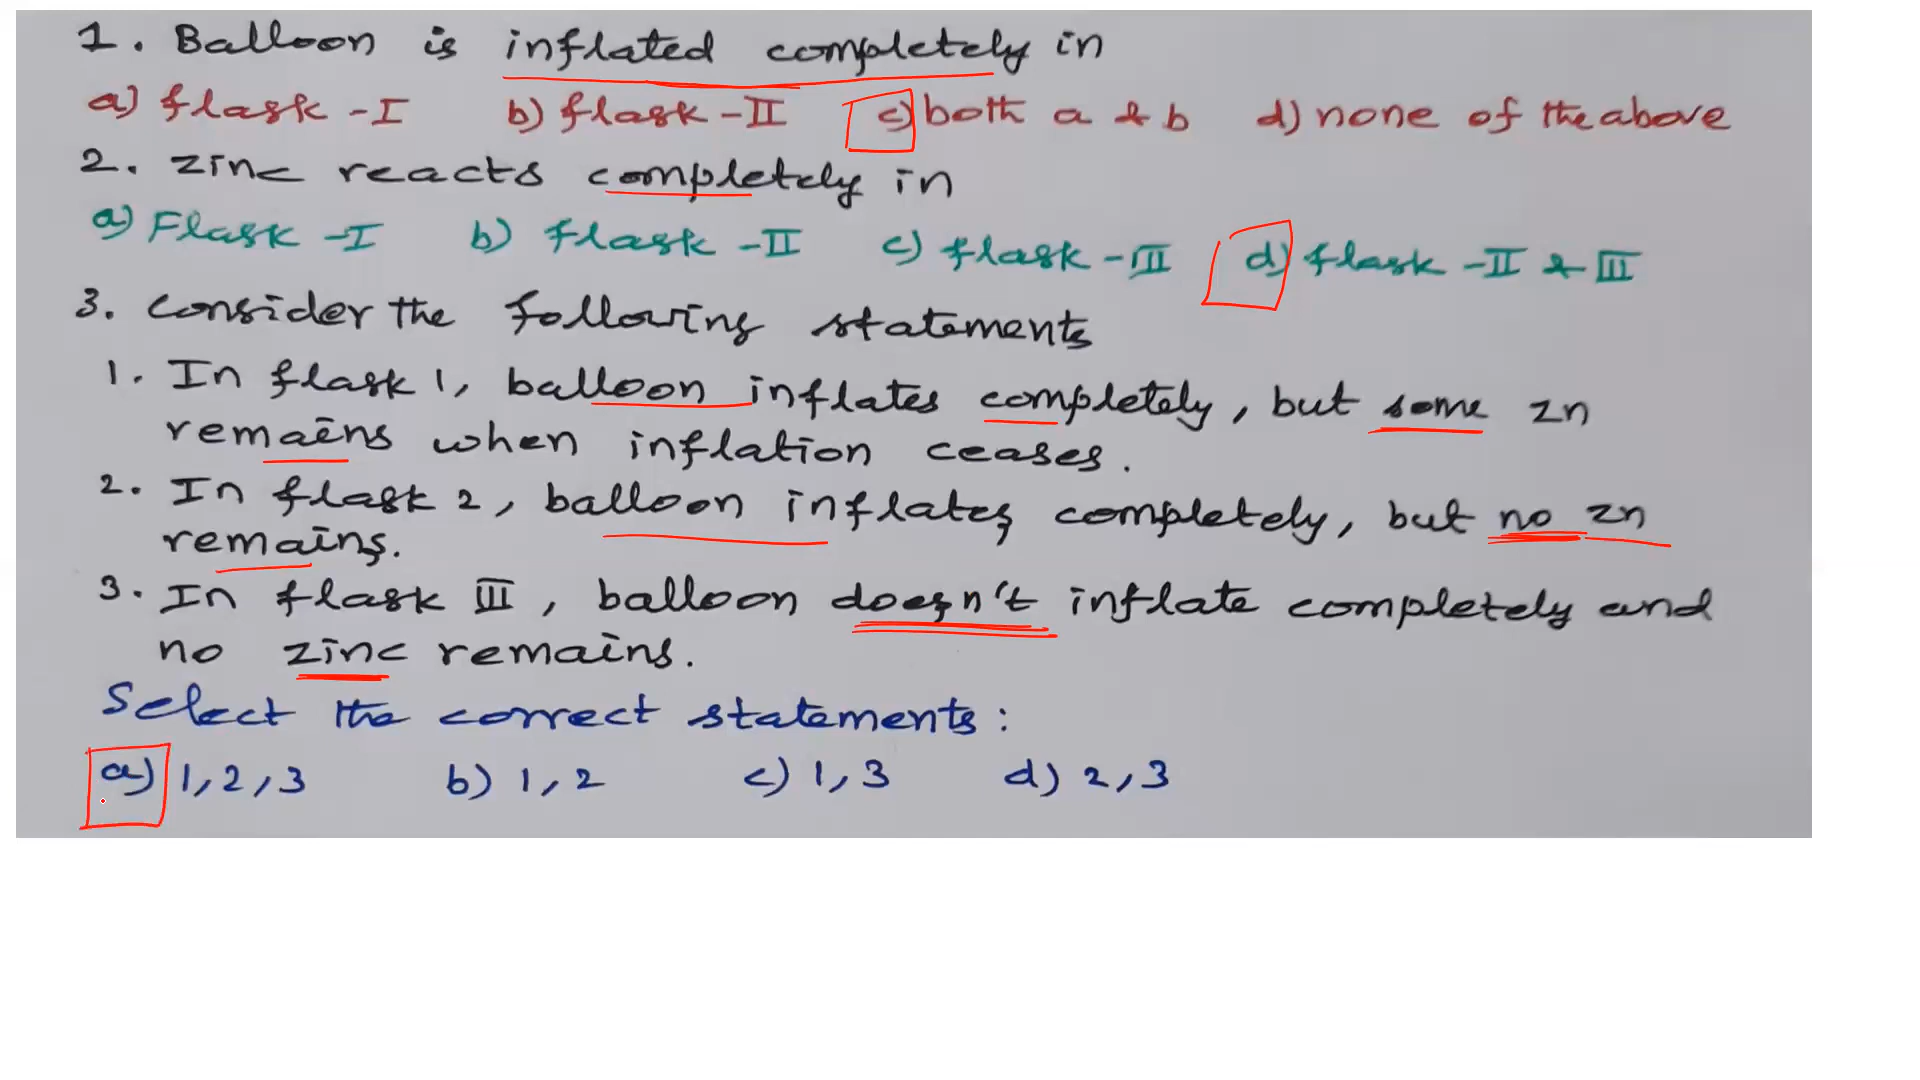 1. Balloon is inflated completely in
a) flask -I b) flask -II c) both a & b d) none of the above
2. Zinc reacts completely in
a) Flask -I b) flask -II c) flask -III d) flask -II & III
3. Consider the following statements
1. In flask 1, balloon inflates completely, but some Zn
remains when inflation ceases.
2. In flask 2, balloon inflates completely, but no Zn
remains.
3. In flask III, balloon doesn't inflate completely and
no zinc remains.
Select the correct statements:
a) 1, 2, 3 b) 1, 2 c) 1, 3 d) 2, 3